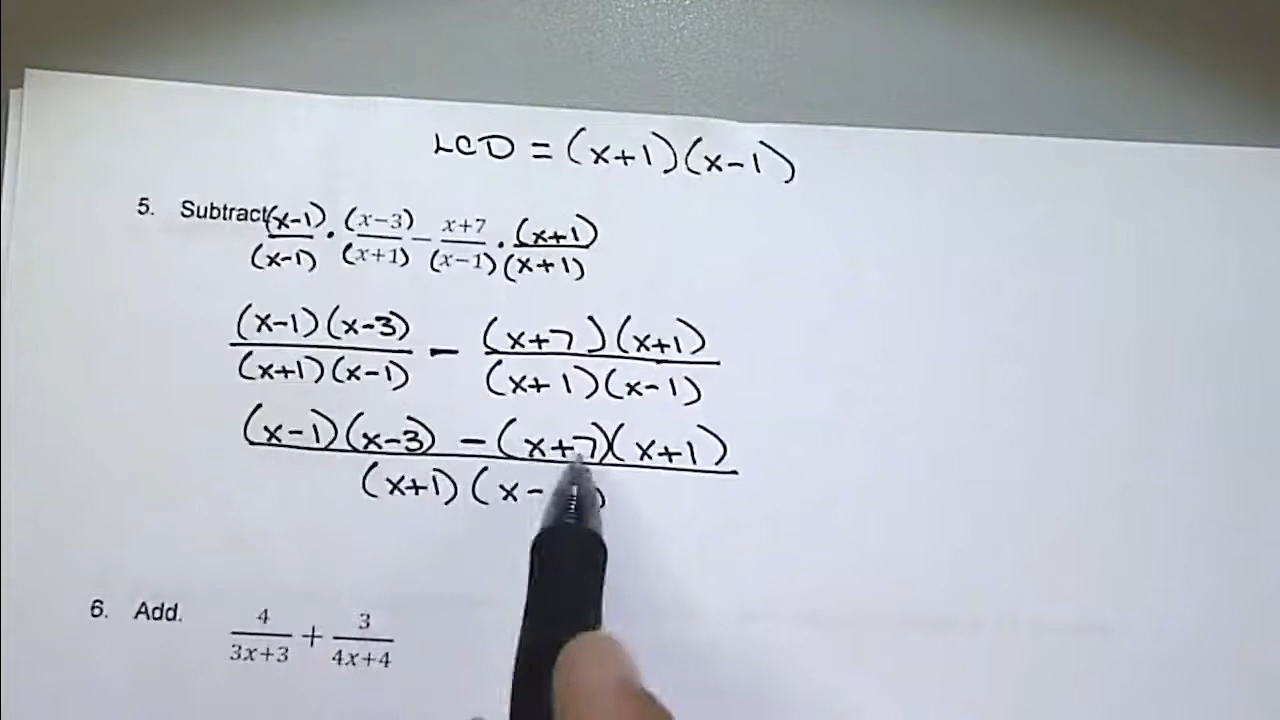 LCD = (x+1)(x-1)
5. Subtract (x-1)/(x-1) · (x-3)/(x+1) - x+7/(x-1) · (x+1)/(x+1)
(x-1)(x-3)/(x+1)(x-1) - (x+7)(x+1)/(x+1)(x-1)
(x-1)(x-3) - (x+7)(x+1)
(x+1)(x-
6. Add. 4/3x+3 + 3/4x+4